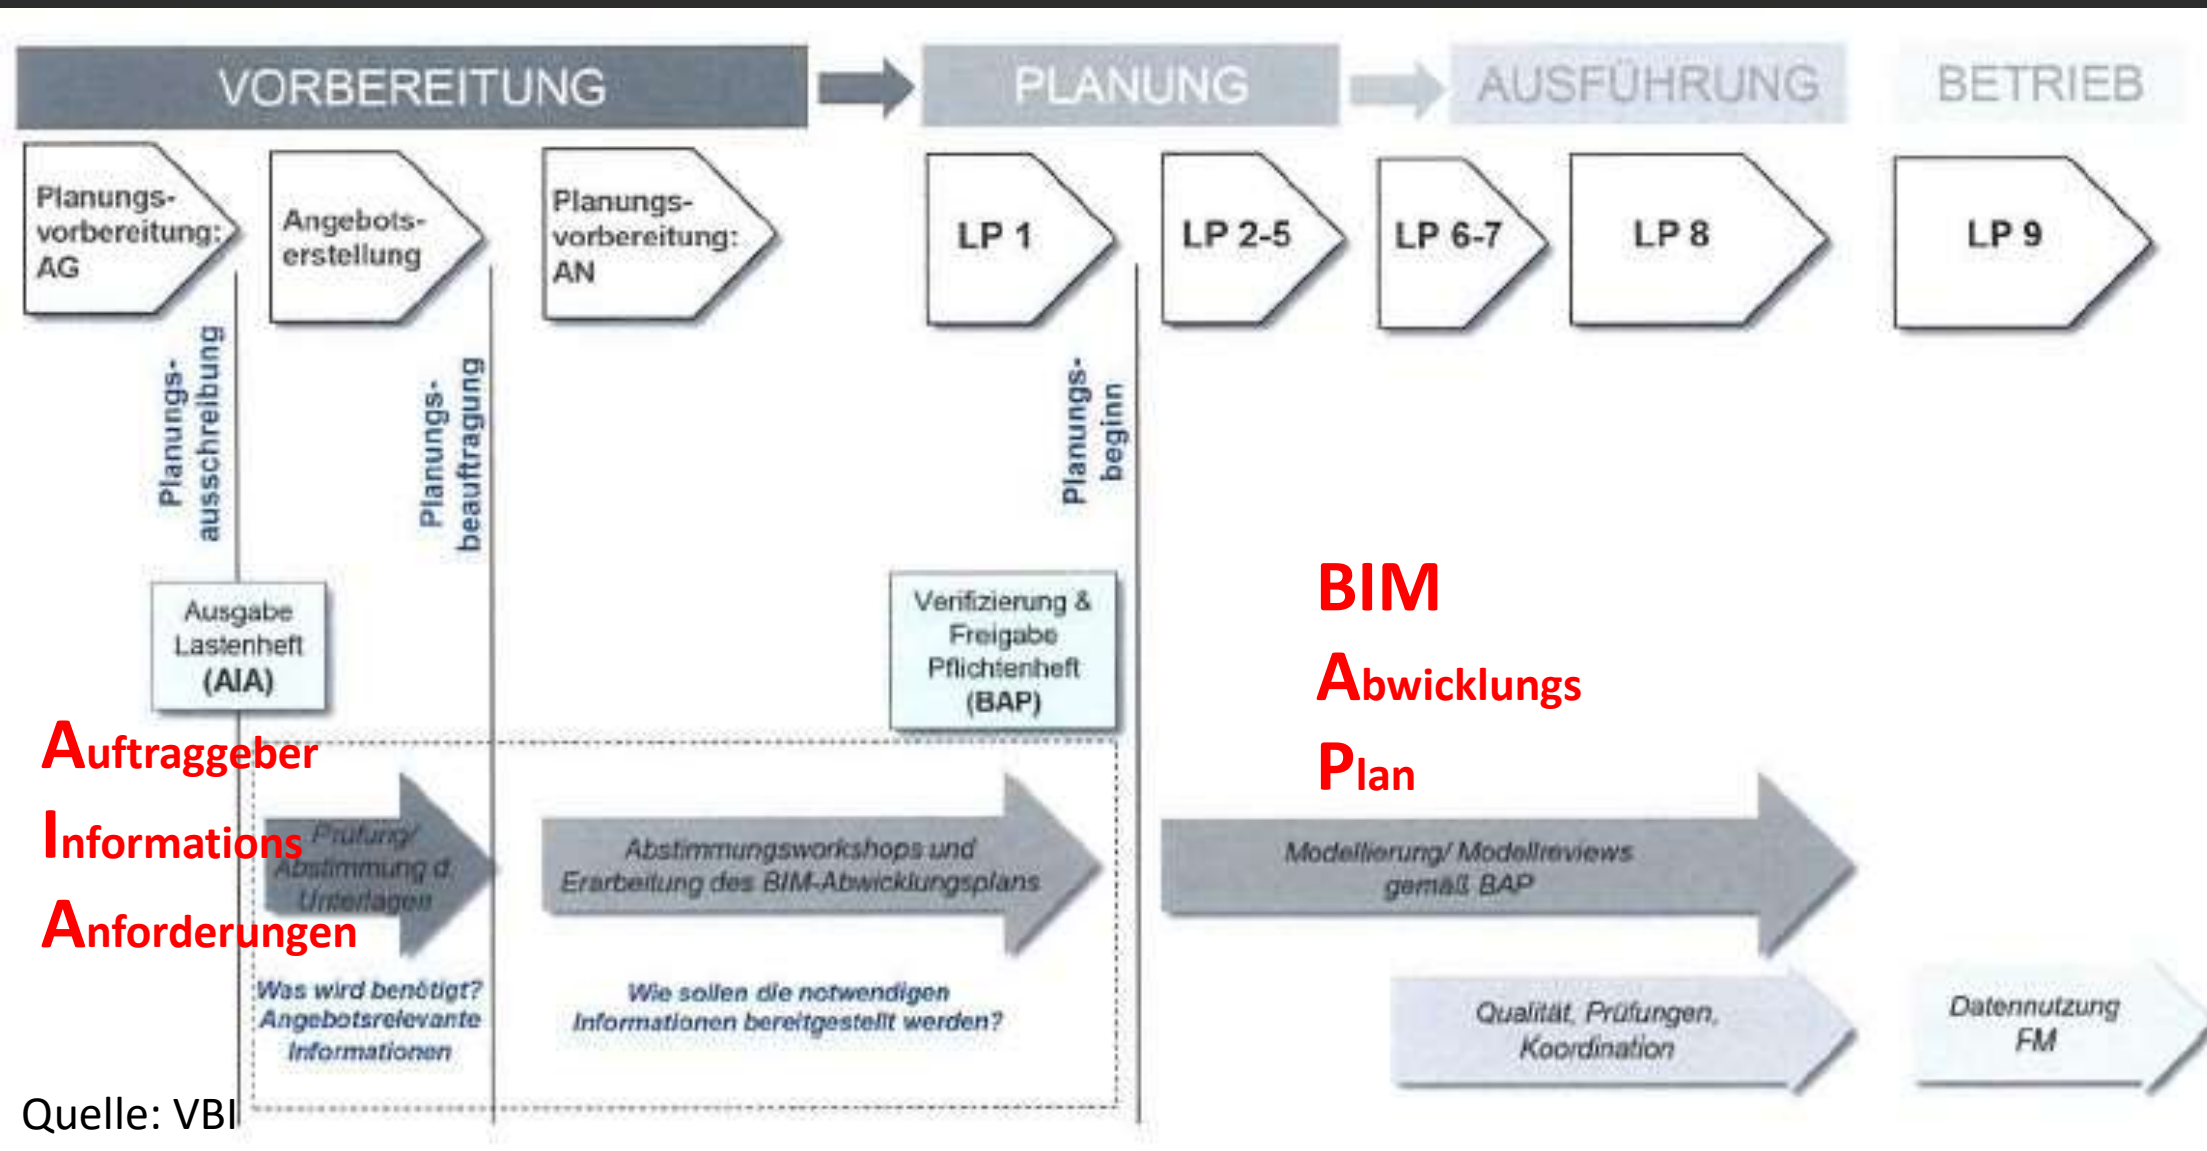 VORBEREITUNG
PLANUNG
AUSFÜHRUNG
BETRIEB
Planungs-
vorbereitung:
AG
Angebots-
erstellung
Planungs-
vorbereitung:
AN
LP 1
LP 2-5
LP 6-7
LP 8
LP 9
Planungs-
ausschreibung
Planungs-
beauftragung
Planungs-
beginn
Ausgabe
Lastenheft
(AIA)
Verifizierung &
Freigabe
Pflichtenheft
(BAP)
BIM
Abwicklungs
Plan
Auftraggeber
Informations
Anforderungen
Prüfung/
Abstimmung d.
Unterlagen
Abstimmungsworkshops und
Erarbeitung des BIM-Abwicklungsplans
Modellierung/ Modellreviews
gemäß BAP
Was wird benötigt?
Angebotsrelevante
Informationen
Wie sollen die notwendigen
Informationen bereitgestellt werden?
Qualität, Prüfungen,
Koordination
Datennutzung
FM
Quelle: VBI